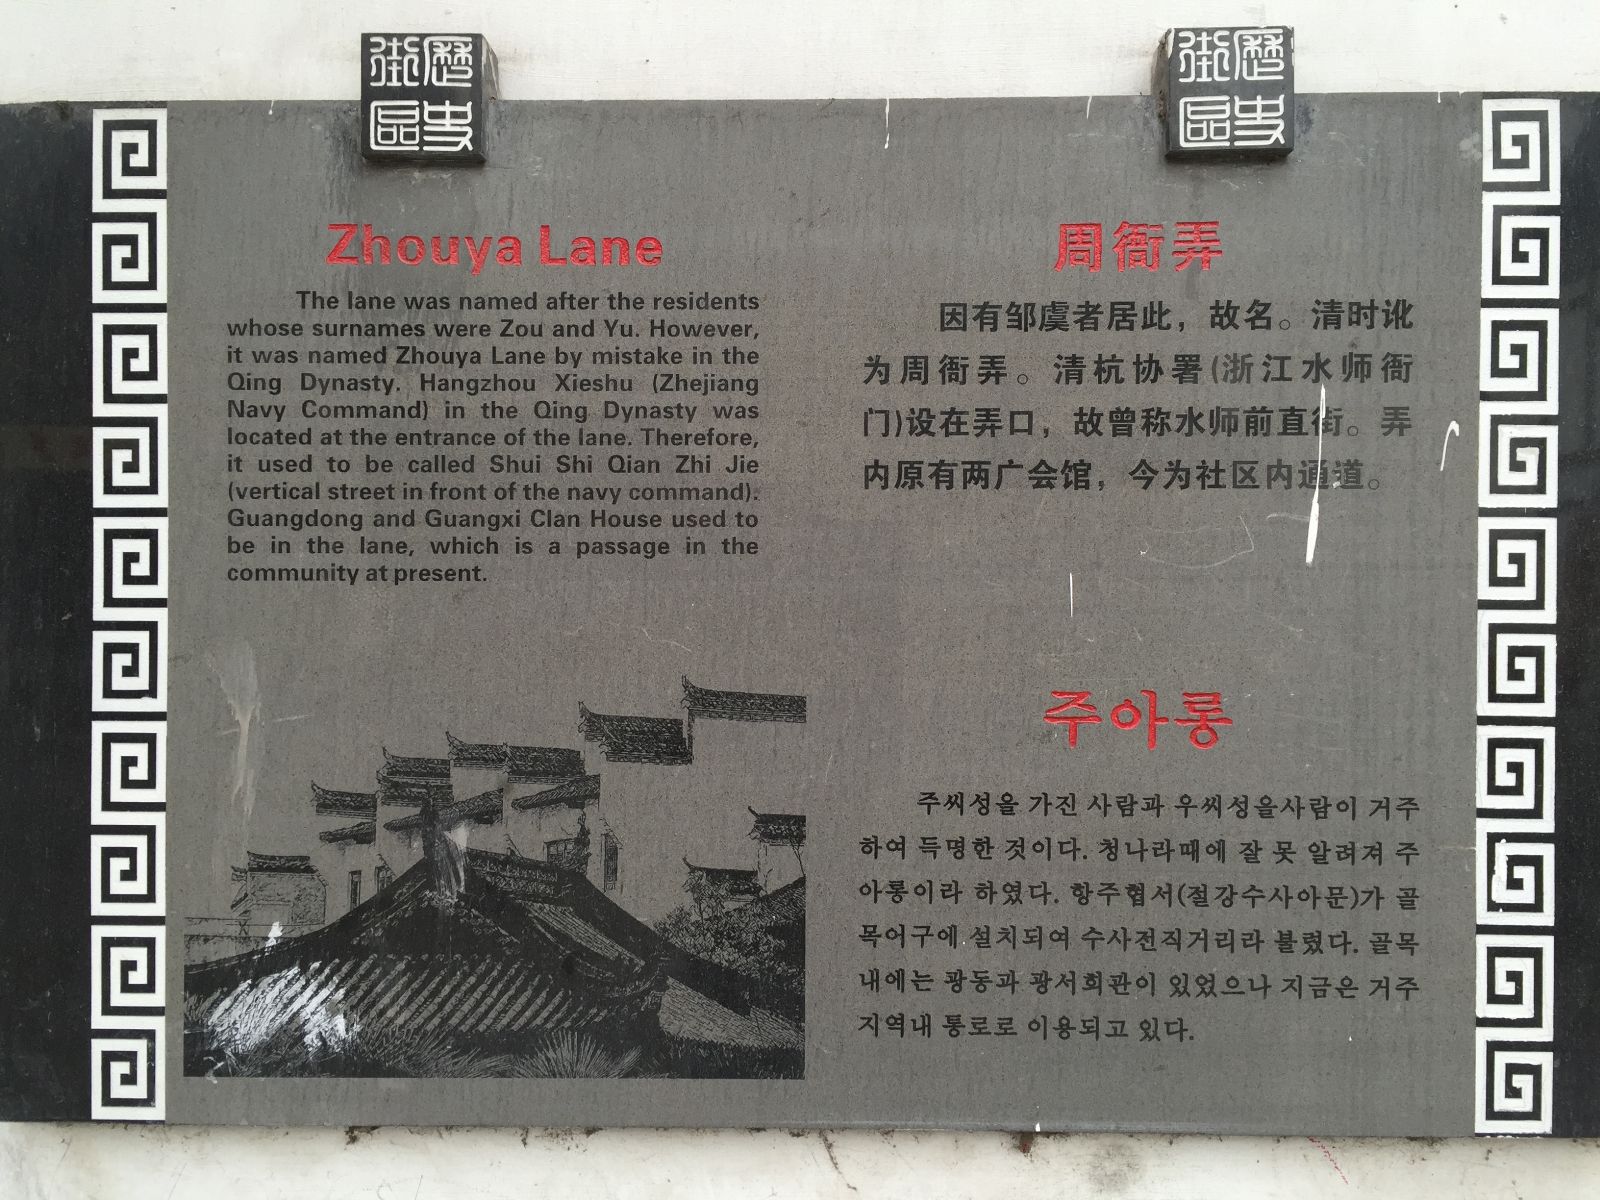 歷史街區
歷史街區
Zhouya Lane
The lane was named after the residents
whose surnames were Zou and Yu. However,
it was named Zhouya Lane by mistake in the
Qing Dynasty. Hangzhou Xieshu (Zhejiang
Navy Command) in the Qing Dynasty was
located at the entrance of the lane. Therefore,
it used to be called Shui Shi Qian Zhi Jie
(vertical street in front of the navy command).
Guangdong and Guangxi Clan House used to
be in the lane, which is a passage in the
community at present.
周衙弄
因有邹虞者居此，故名。清时讹
为周衙弄。清杭协署(浙江水师衙
门)设在弄口，故曾称水师前直街。弄
内原有两广会馆，今为社区内通道。
주아롱
주씨성을 가진 사람과 우씨성을사람이 거주
하여 득명한 것이다. 청나라때에 잘 못 알려져 주
아롱이라 하였다. 항주협서(절강수사아문)가 골
목어구에 설치되여 수사전직거리라 불렸다. 골목
내에는 광동과 광서회관이 있었으나 지금은 거주
지역내 통로로 이용되고 있다.